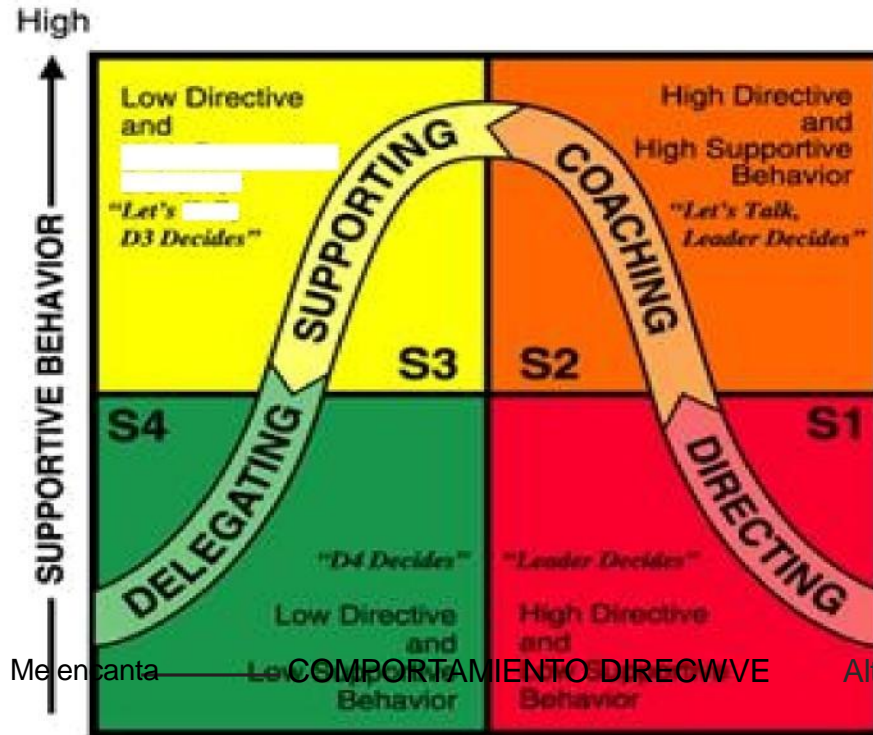 High
Low Directive
and
"Let's
D3 Decides"
SUPPORTING
COACHING
High Directive
and
High Supportive
Behavior
"Let's Talk,
Leader Decides"
SUPPORTIVE BEHAVIOR
S3
S2
S4
S1
DELEGATING
DIRECTING
"D4 Decides"
"Leader Decides"
Low Directive
and
Low Supportive
Behavior
High Directive
and
Behavior
Me encanta
COMPORTAMIENTO DIRECWVE
Alt